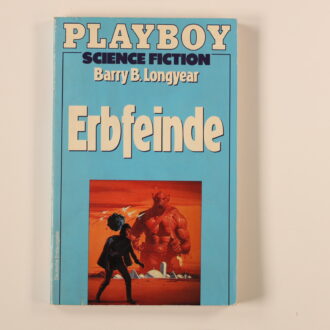 PLAYBOY
SCIENCE FICTION
Barry B. Longyear
Erbfeinde